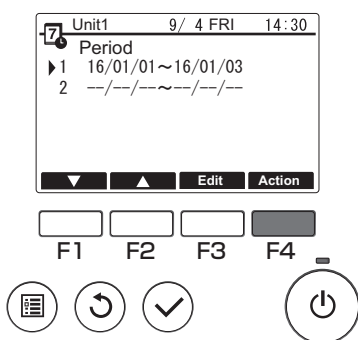 7 Unit1 9/ 4 FRI 14:30
Period
1 16/01/01～16/01/03
2 --/--/--～--/--/--
▼ ▲ Edit Action
F1 F2 F3 F4